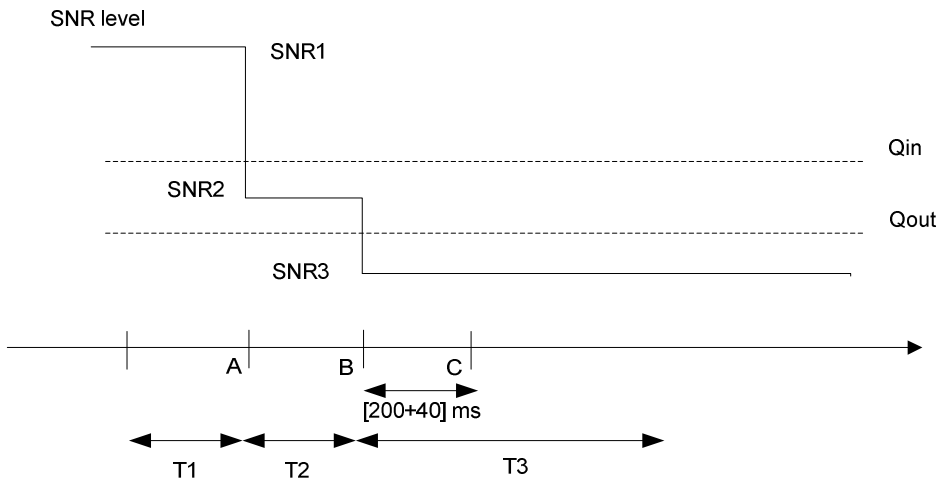 SNR level
SNR1
Qin
SNR2
Qout
SNR3
A
B
C
[200+40] ms
T1
T2
T3